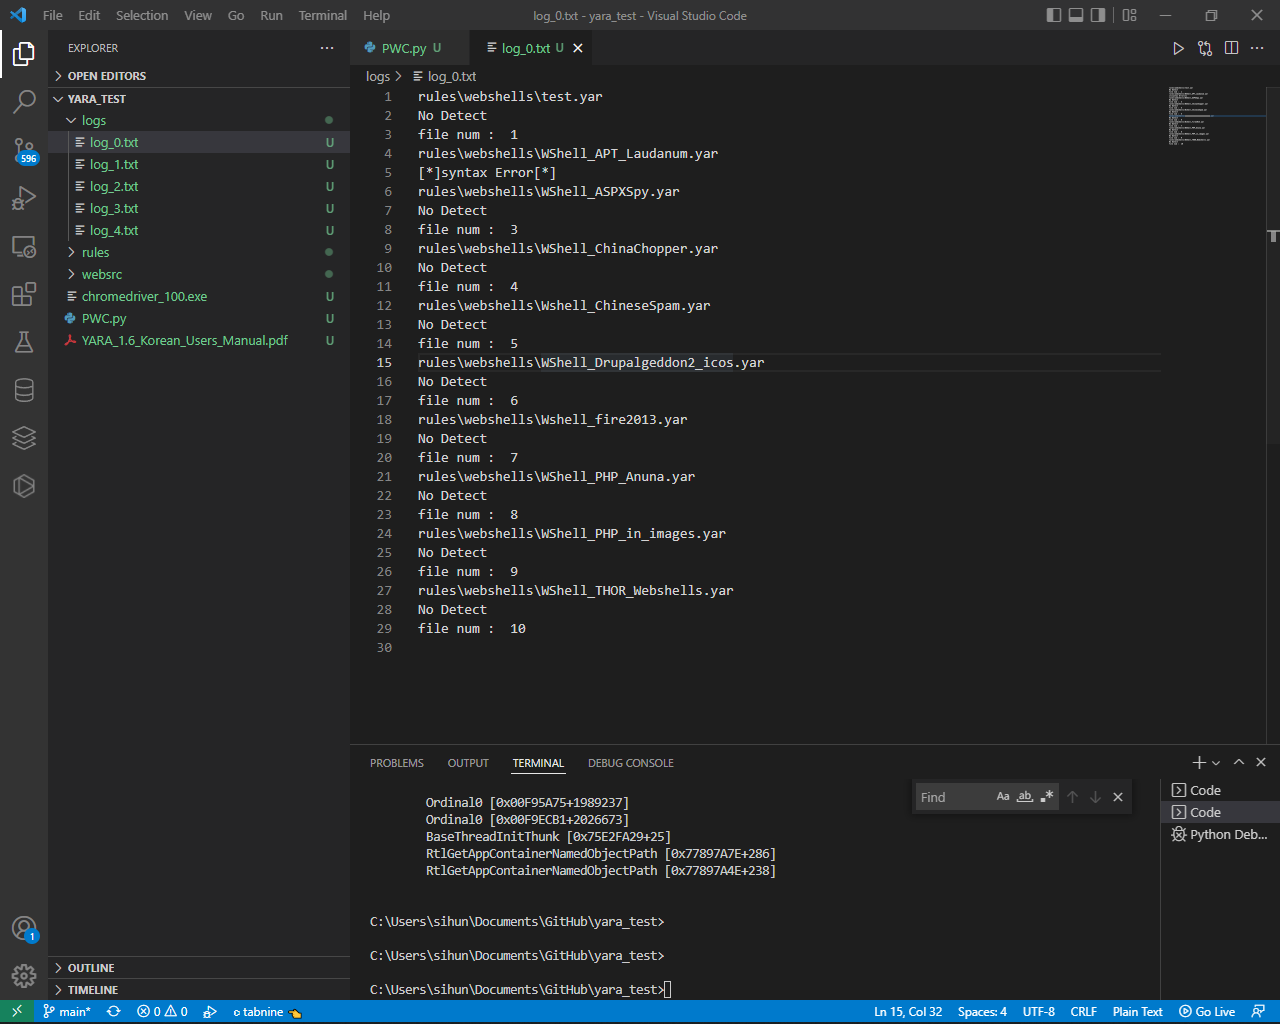 File Edit Selection View Go Run Terminal Help
log_0.txt - yara_test - Visual Studio Code
EXPLORER
OPEN EDITORS
YARA_TEST
logs
log_0.txt U
log_1.txt U
log_2.txt U
log_3.txt U
log_4.txt U
rules
websrc
chromedriver_100.exe U
PWC.py U
YARA_1.6_Korean_Users_Manual.pdf U
OUTLINE
TIMELINE
596
1
PWC.py U
log_0.txt U
logs > log_0.txt
1 rules\webshells\test.yar
2 No Detect
3 file num :  1
4 rules\webshells\WShell_APT_Laudanum.yar
5 [*]syntax Error[*]
6 rules\webshells\WShell_ASPXSpy.yar
7 No Detect
8 file num :  3
9 rules\webshells\WShell_ChinaChopper.yar
10 No Detect
11 file num :  4
12 rules\webshells\Wshell_ChineseSpam.yar
13 No Detect
14 file num :  5
15 rules\webshells\WShell_Drupalgeddon2_icos.yar
16 No Detect
17 file num :  6
18 rules\webshells\Wshell_fire2013.yar
19 No Detect
20 file num :  7
21 rules\webshells\WShell_PHP_Anuna.yar
22 No Detect
23 file num :  8
24 rules\webshells\WShell_PHP_in_images.yar
25 No Detect
26 file num :  9
27 rules\webshells\WShell_THOR_Webshells.yar
28 No Detect
29 file num :  10
30
PROBLEMS OUTPUT TERMINAL DEBUG CONSOLE
Find Aa ab
Ordinal0 [0x00F95A75+1989237]
Ordinal0 [0x00F9ECB1+2026673]
BaseThreadInitThunk [0x75E2FA29+25]
RtlGetAppContainerNamedObjectPath [0x77897A7E+286]
RtlGetAppContainerNamedObjectPath [0x77897A4E+238]
C:\Users\sihun\Documents\GitHub\yara_test>
C:\Users\sihun\Documents\GitHub\yara_test>
C:\Users\sihun\Documents\GitHub\yara_test>
Code
Code
Python Deb...
main* 0 0 tabnine
Ln 15, Col 32 Spaces: 4 UTF-8 CRLF Plain Text Go Live